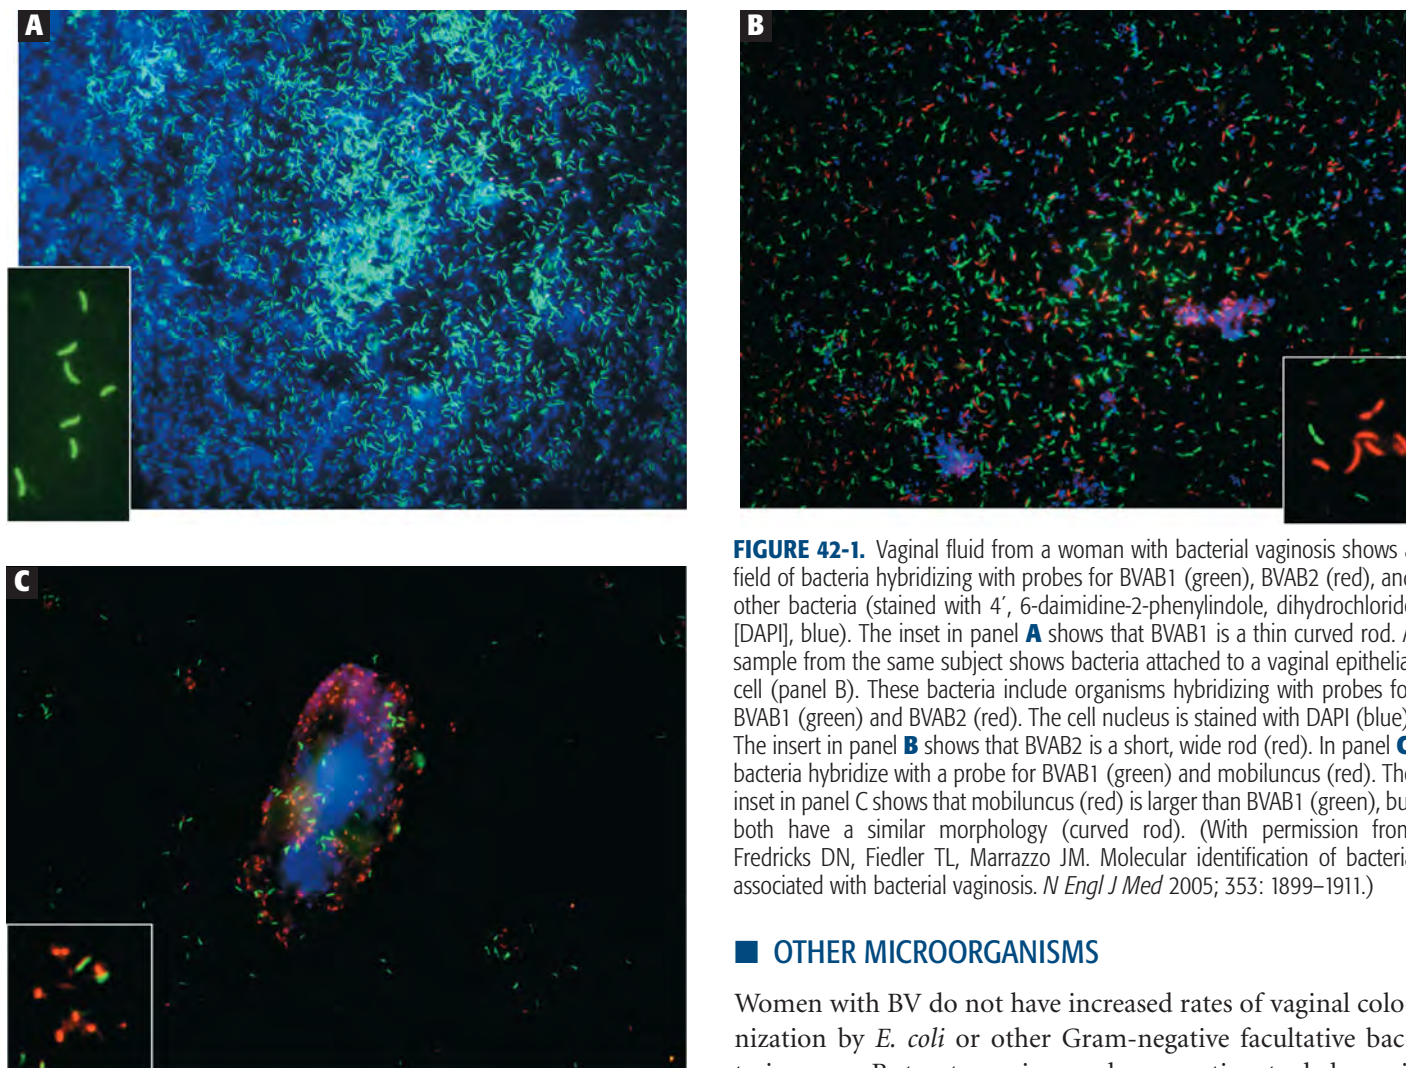 A
B
C
FIGURE 42-1. Vaginal fluid from a woman with bacterial vaginosis shows
field of bacteria hybridizing with probes for BVAB1 (green), BVAB2 (red), and
other bacteria (stained with 4´, 6-daimidine-2-phenylindole, dihydrochloride
[DAPI], blue). The inset in panel A shows that BVAB1 is a thin curved rod. A
sample from the same subject shows bacteria attached to a vaginal epithelia
cell (panel B). These bacteria include organisms hybridizing with probes fo
BVAB1 (green) and BVAB2 (red). The cell nucleus is stained with DAPI (blue)
The insert in panel B shows that BVAB2 is a short, wide rod (red). In panel C
bacteria hybridize with a probe for BVAB1 (green) and mobiluncus (red). The
inset in panel C shows that mobiluncus (red) is larger than BVAB1 (green), bu
both have a similar morphology (curved rod). (With permission from
Fredricks DN, Fiedler TL, Marrazzo JM. Molecular identification of bacteria
associated with bacterial vaginosis. N Engl J Med 2005; 353: 1899–1911.)
■ OTHER MICROORGANISMS
Women with BV do not have increased rates of vaginal colo
nization by E. coli or other Gram-negative facultative bac